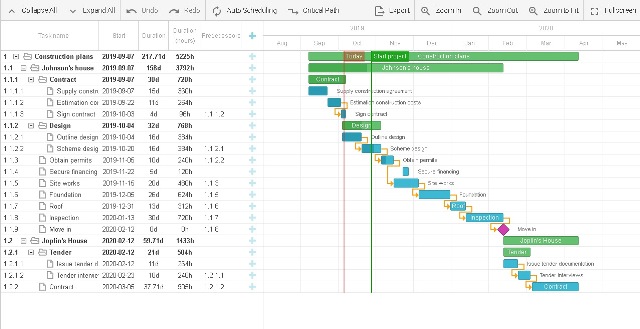 Collapse All Expand All Undo Redo Auto Scheduling Critical Path Export Zoom In Zoom Out Zoom to Fit Fullscreen
2019 2020
Task name Start Duration Duration (hours) Predecessors
Aug Sep Oct Nov Dec Jan Feb Mar Apr
1 Construction plans 2019-09-07 217.71d 5225h Today Start project Construction plans
1.1 Johnson's house 2019-09-07 158d 3792h Johnson's house
1.1.1 Contract 2019-09-07 30d 720h Contract
1.1.1.1 Supply constr 2019-09-07 15d 360h Supply construction agreement
1.1.1.2 Estimation co 2019-09-22 11d 264h Estimation construction costs
1.1.1.3 Sign contract 2019-10-03 4d 96h 1.1.1.2 Sign contract
1.1.2 Design 2019-10-04 32d 768h Design
1.1.2.1 Outline design 2019-10-04 16d 384h Outline design
1.1.2.2 Scheme design 2019-10-20 16d 384h 1.1.2.1 Scheme design
1.1.3 Obtain permits 2019-11-05 10d 240h 1.1.2.2 Obtain permits
1.1.4 Secure financing 2019-11-22 5d 120h Secure financing
1.1.5 Site works 2019-11-15 20d 480h 1.1.3 Site works
1.1.6 Foundation 2019-12-05 26d 624h 1.1.5 Foundation
1.1.7 Roof 2019-12-31 13d 312h 1.1.6 Roof
1.1.8 Inspection 2020-01-13 30d 720h 1.1.7 Inspection
1.1.9 Move in 2020-02-12 0d 0h 1.1.8 Move in
1.2 Joplin's House 2020-02-12 59.71d 1433h Joplin's House
1.2.1 Tender 2020-02-12 21d 504h Tender
1.2.1.1 Issue tender 2020-02-12 11d 264h Issue tender documentation
1.2.1.2 Tender intervie 2020-02-23 10d 240h 1.2.1.1 Tender interviews
1.2.2 Contract 2020-03-05 37.71d 905h 1.2.1.2 Contract